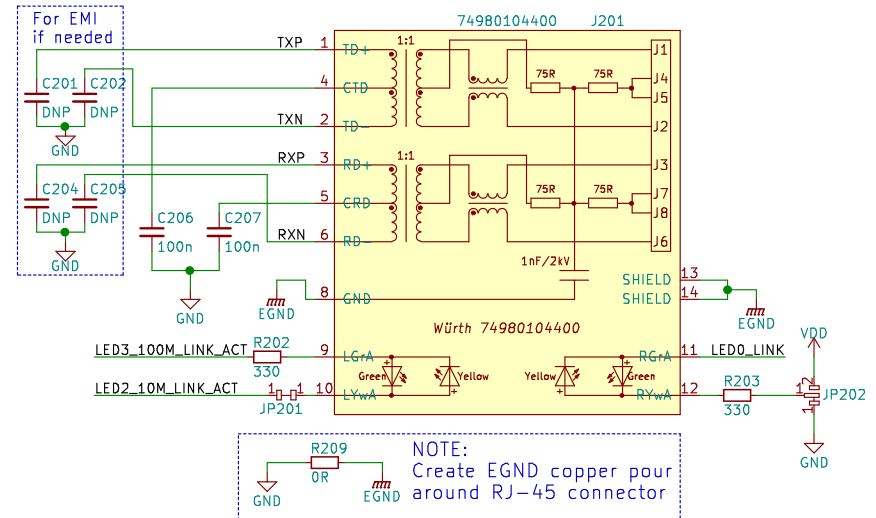 For EMI
if needed
74980104400 J201
TXP 1 TD+ 1:1 J1
C201 C202 4 CTD 75R 75R J4
DNP DNP J5
TXN 2 TD- J2
GND
RXP 3 RD+ 1:1 J3
C204 C205 5 CRD 75R 75R J7
DNP DNP J8
C206 C207
100n 100n
RXN 6 RD- J6
GND
1nF/2kV
SHIELD 13
8 GND SHIELD 14
EGND
GND
EGND
Würth 74980104400
VDD
LED3_100M_LINK_ACT R202 9 LGrA RGrA 11 LED0_LINK
330
Green Yellow Yellow Green
LED2_10M_LINK_ACT 1 1 10 LYwA RYwA 12 R203 1 2 JP202
JP201 330 1
GND
R209
0R
GND
EGND
NOTE:
Create EGND copper pour
around RJ-45 connector